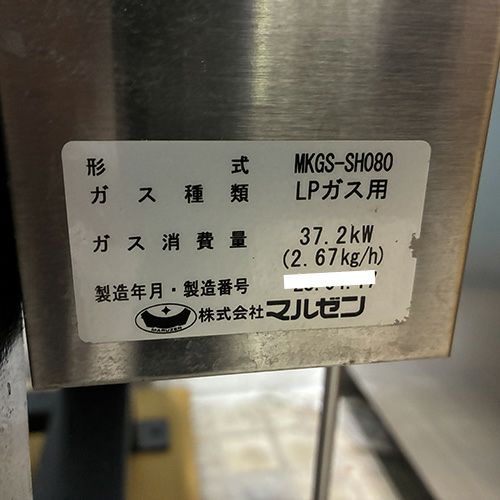 形式 MKGS-SH080
ガス種類 LPガス用
ガス消費量 37.2kW
(2.67kg/h)
製造年月・製造番号
MARUZEN 株式会社マルゼン